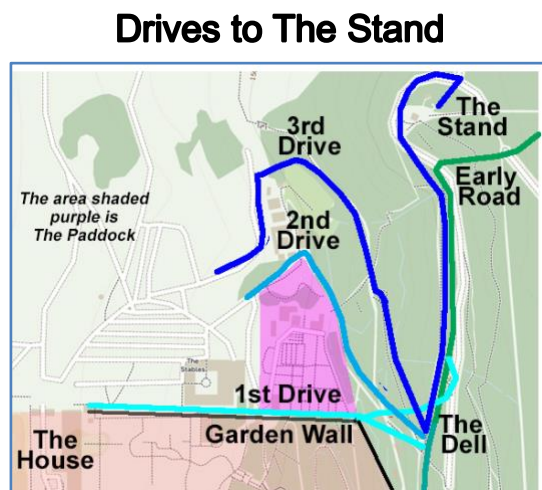 Drives to The Stand
The
Stand
3rd
Drive
Early
Road
The area shaded
purple is
The Paddock
2nd
Drive
The
Stables
1st Drive
Garden Wall
The
Dell
The
House